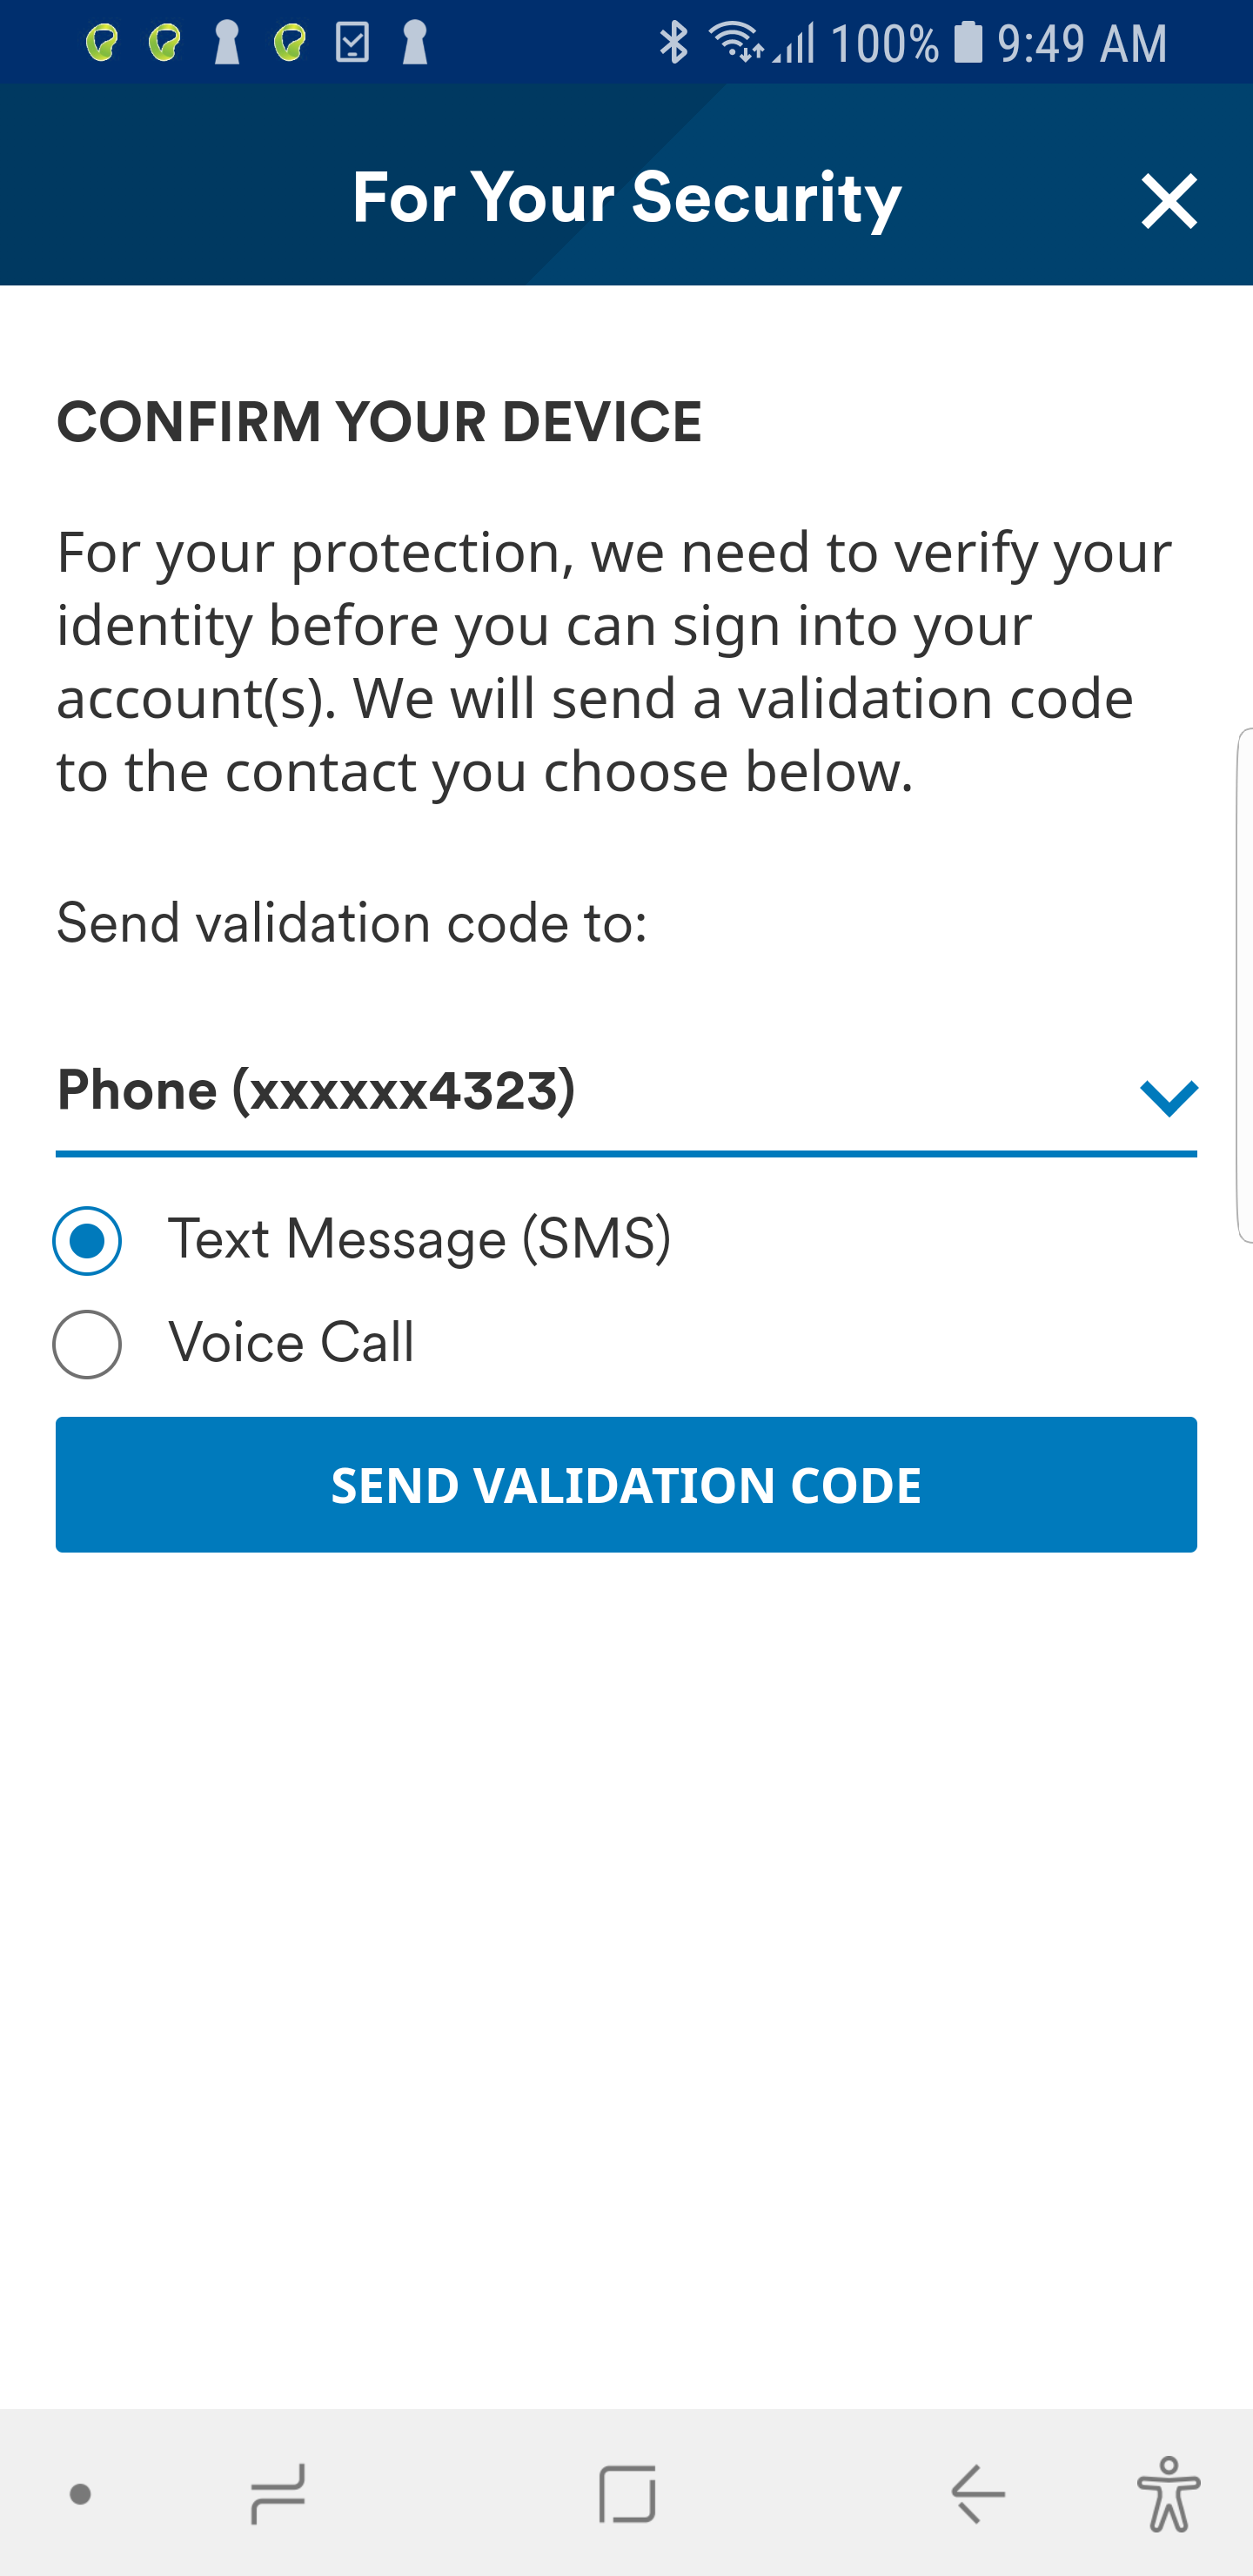 100% 9:49 AM
For Your Security
CONFIRM YOUR DEVICE
For your protection, we need to verify your
identity before you can sign into your
account(s). We will send a validation code
to the contact you choose below.
Send validation code to:
Phone (xxxxxx4323)
Text Message (SMS)
Voice Call
SEND VALIDATION CODE